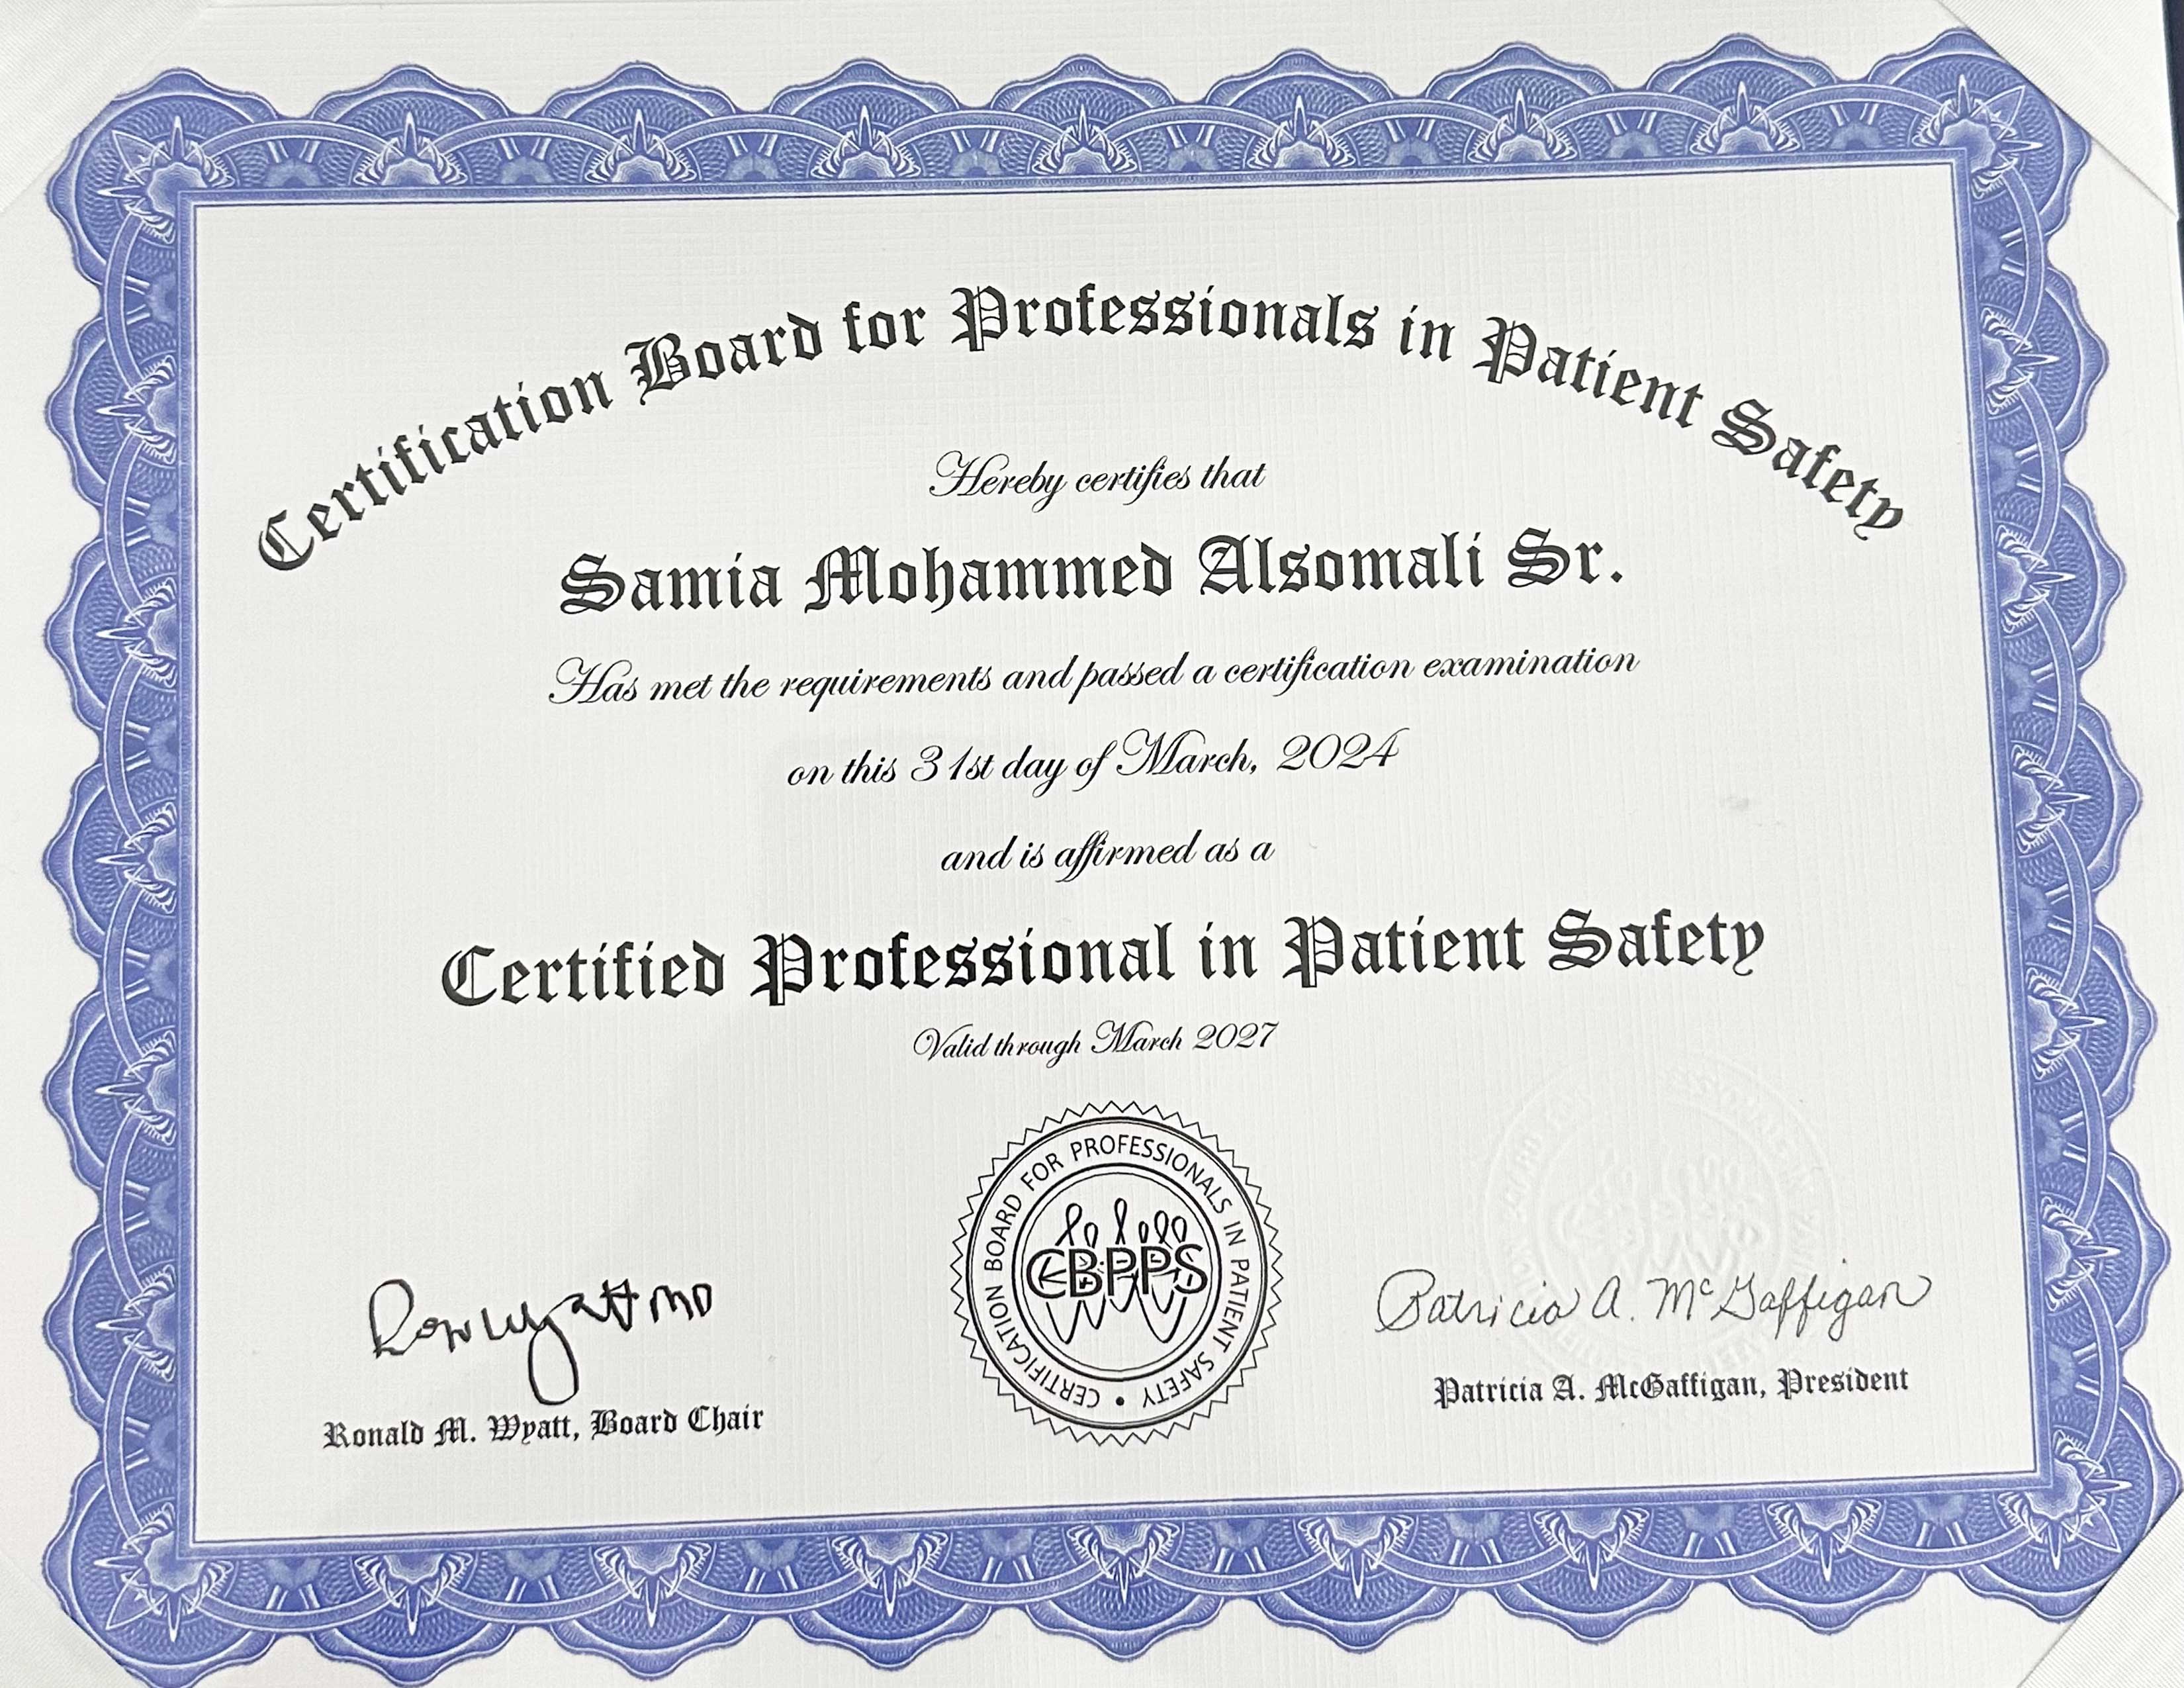 Certification Board for Professionals in Patient Safety
Hereby certifies that
Samia Mohammed Alsomali Sr.
Has met the requirements and passed a certification examination
on this 31st day of March, 2024
and is affirmed as a
Certified Professional in Patient Safety
Valid through March 2027
CERTIFICATION BOARD FOR PROFESSIONALS IN PATIENT SAFETY •
CBPPS
Ron Wyatt MD
Ronald M. Wyatt, Board Chair
Patricia A. McGaffigan
Patricia A. McGaffigan, President